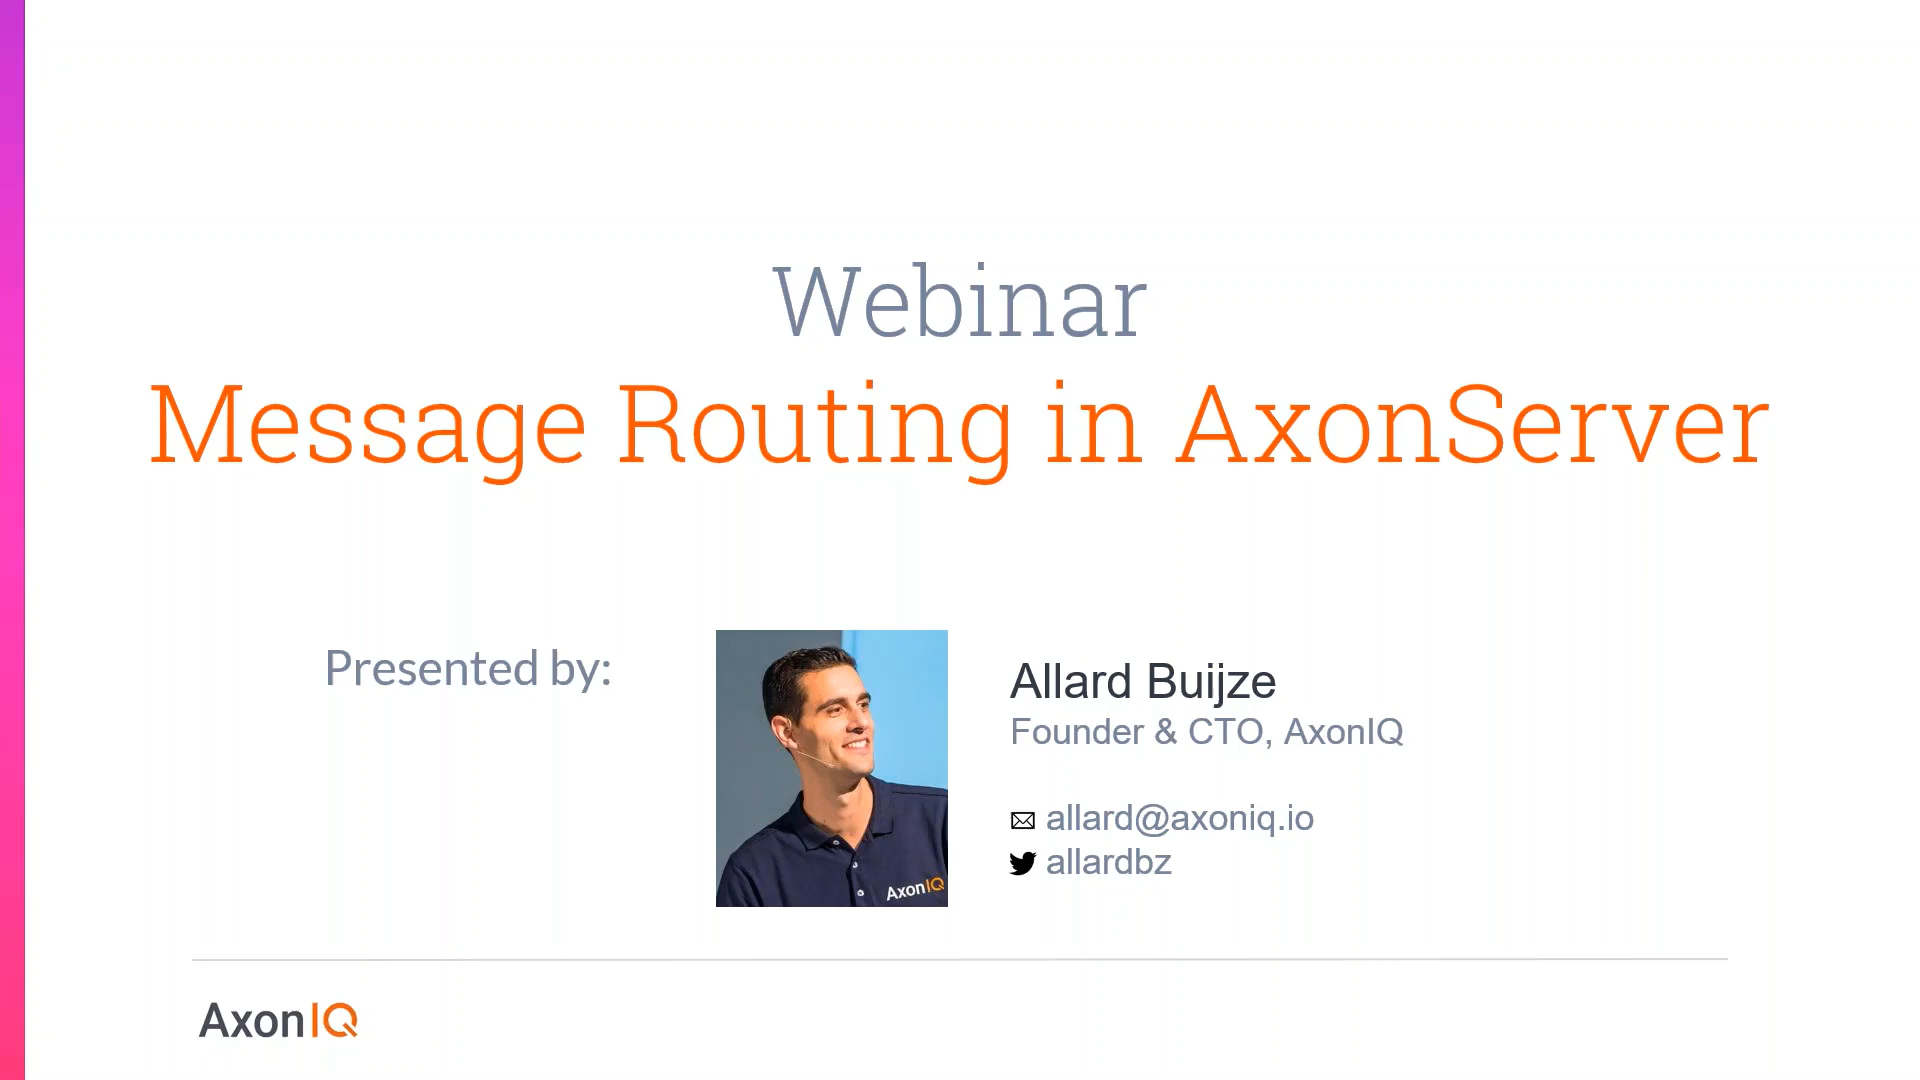 Webinar
Message Routing in AxonServer
Presented by:
Allard Buijze
Founder & CTO, AxonIQ
allard@axoniq.io
allardbz
AxonIQ
AxonIQ